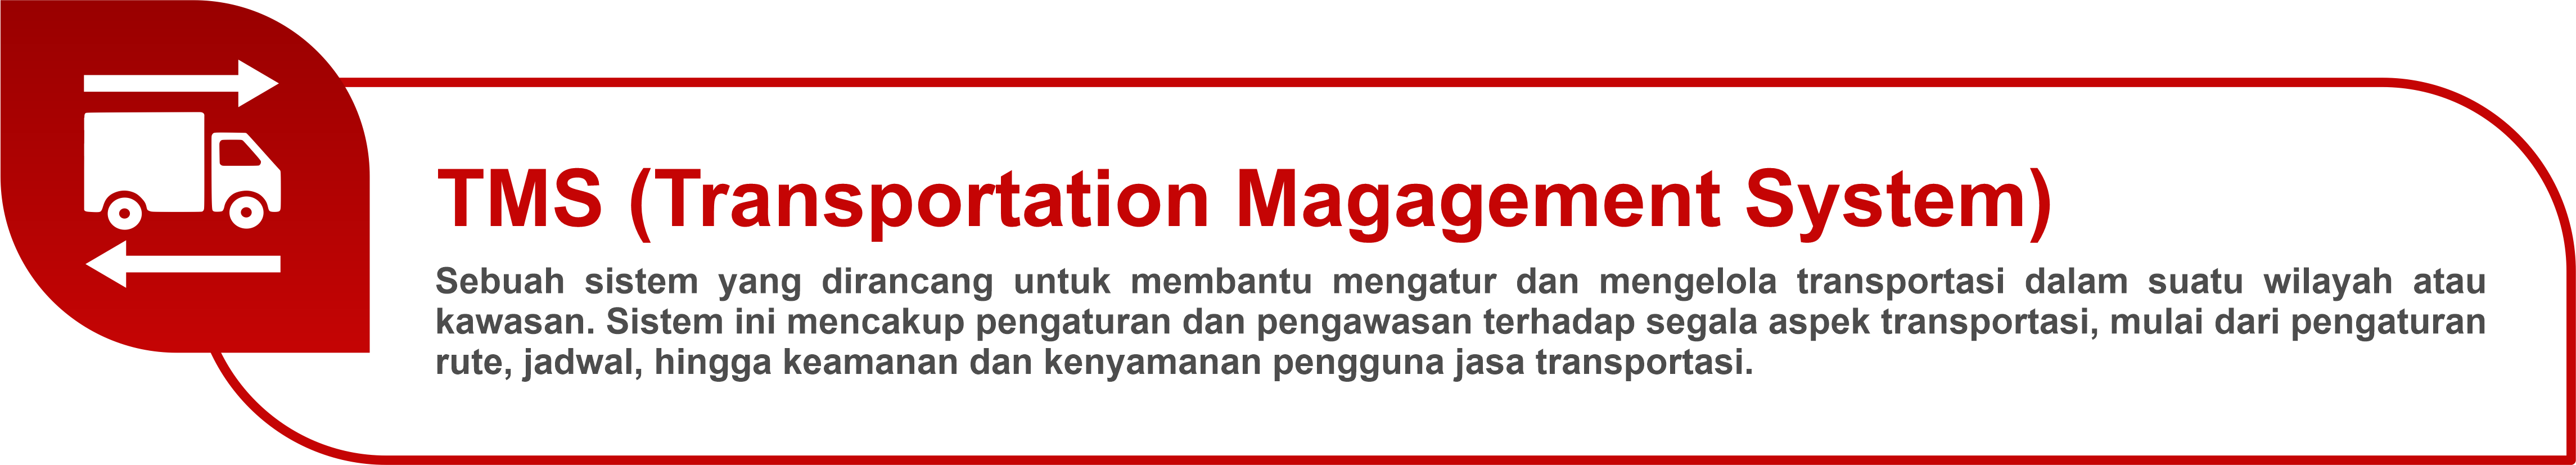 TMS (Transportation Magagement System)
Sebuah sistem yang dirancang untuk membantu mengatur dan mengelola transportasi dalam suatu wilayah atau
kawasan. Sistem ini mencakup pengaturan dan pengawasan terhadap segala aspek transportasi, mulai dari pengaturan
rute, jadwal, hingga keamanan dan kenyamanan pengguna jasa transportasi.